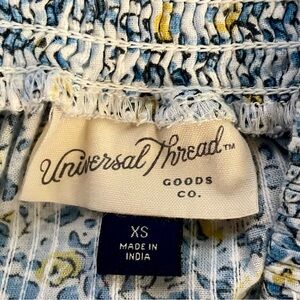 Universal Thread™
GOODS
CO.
XS
MADE IN
INDIA